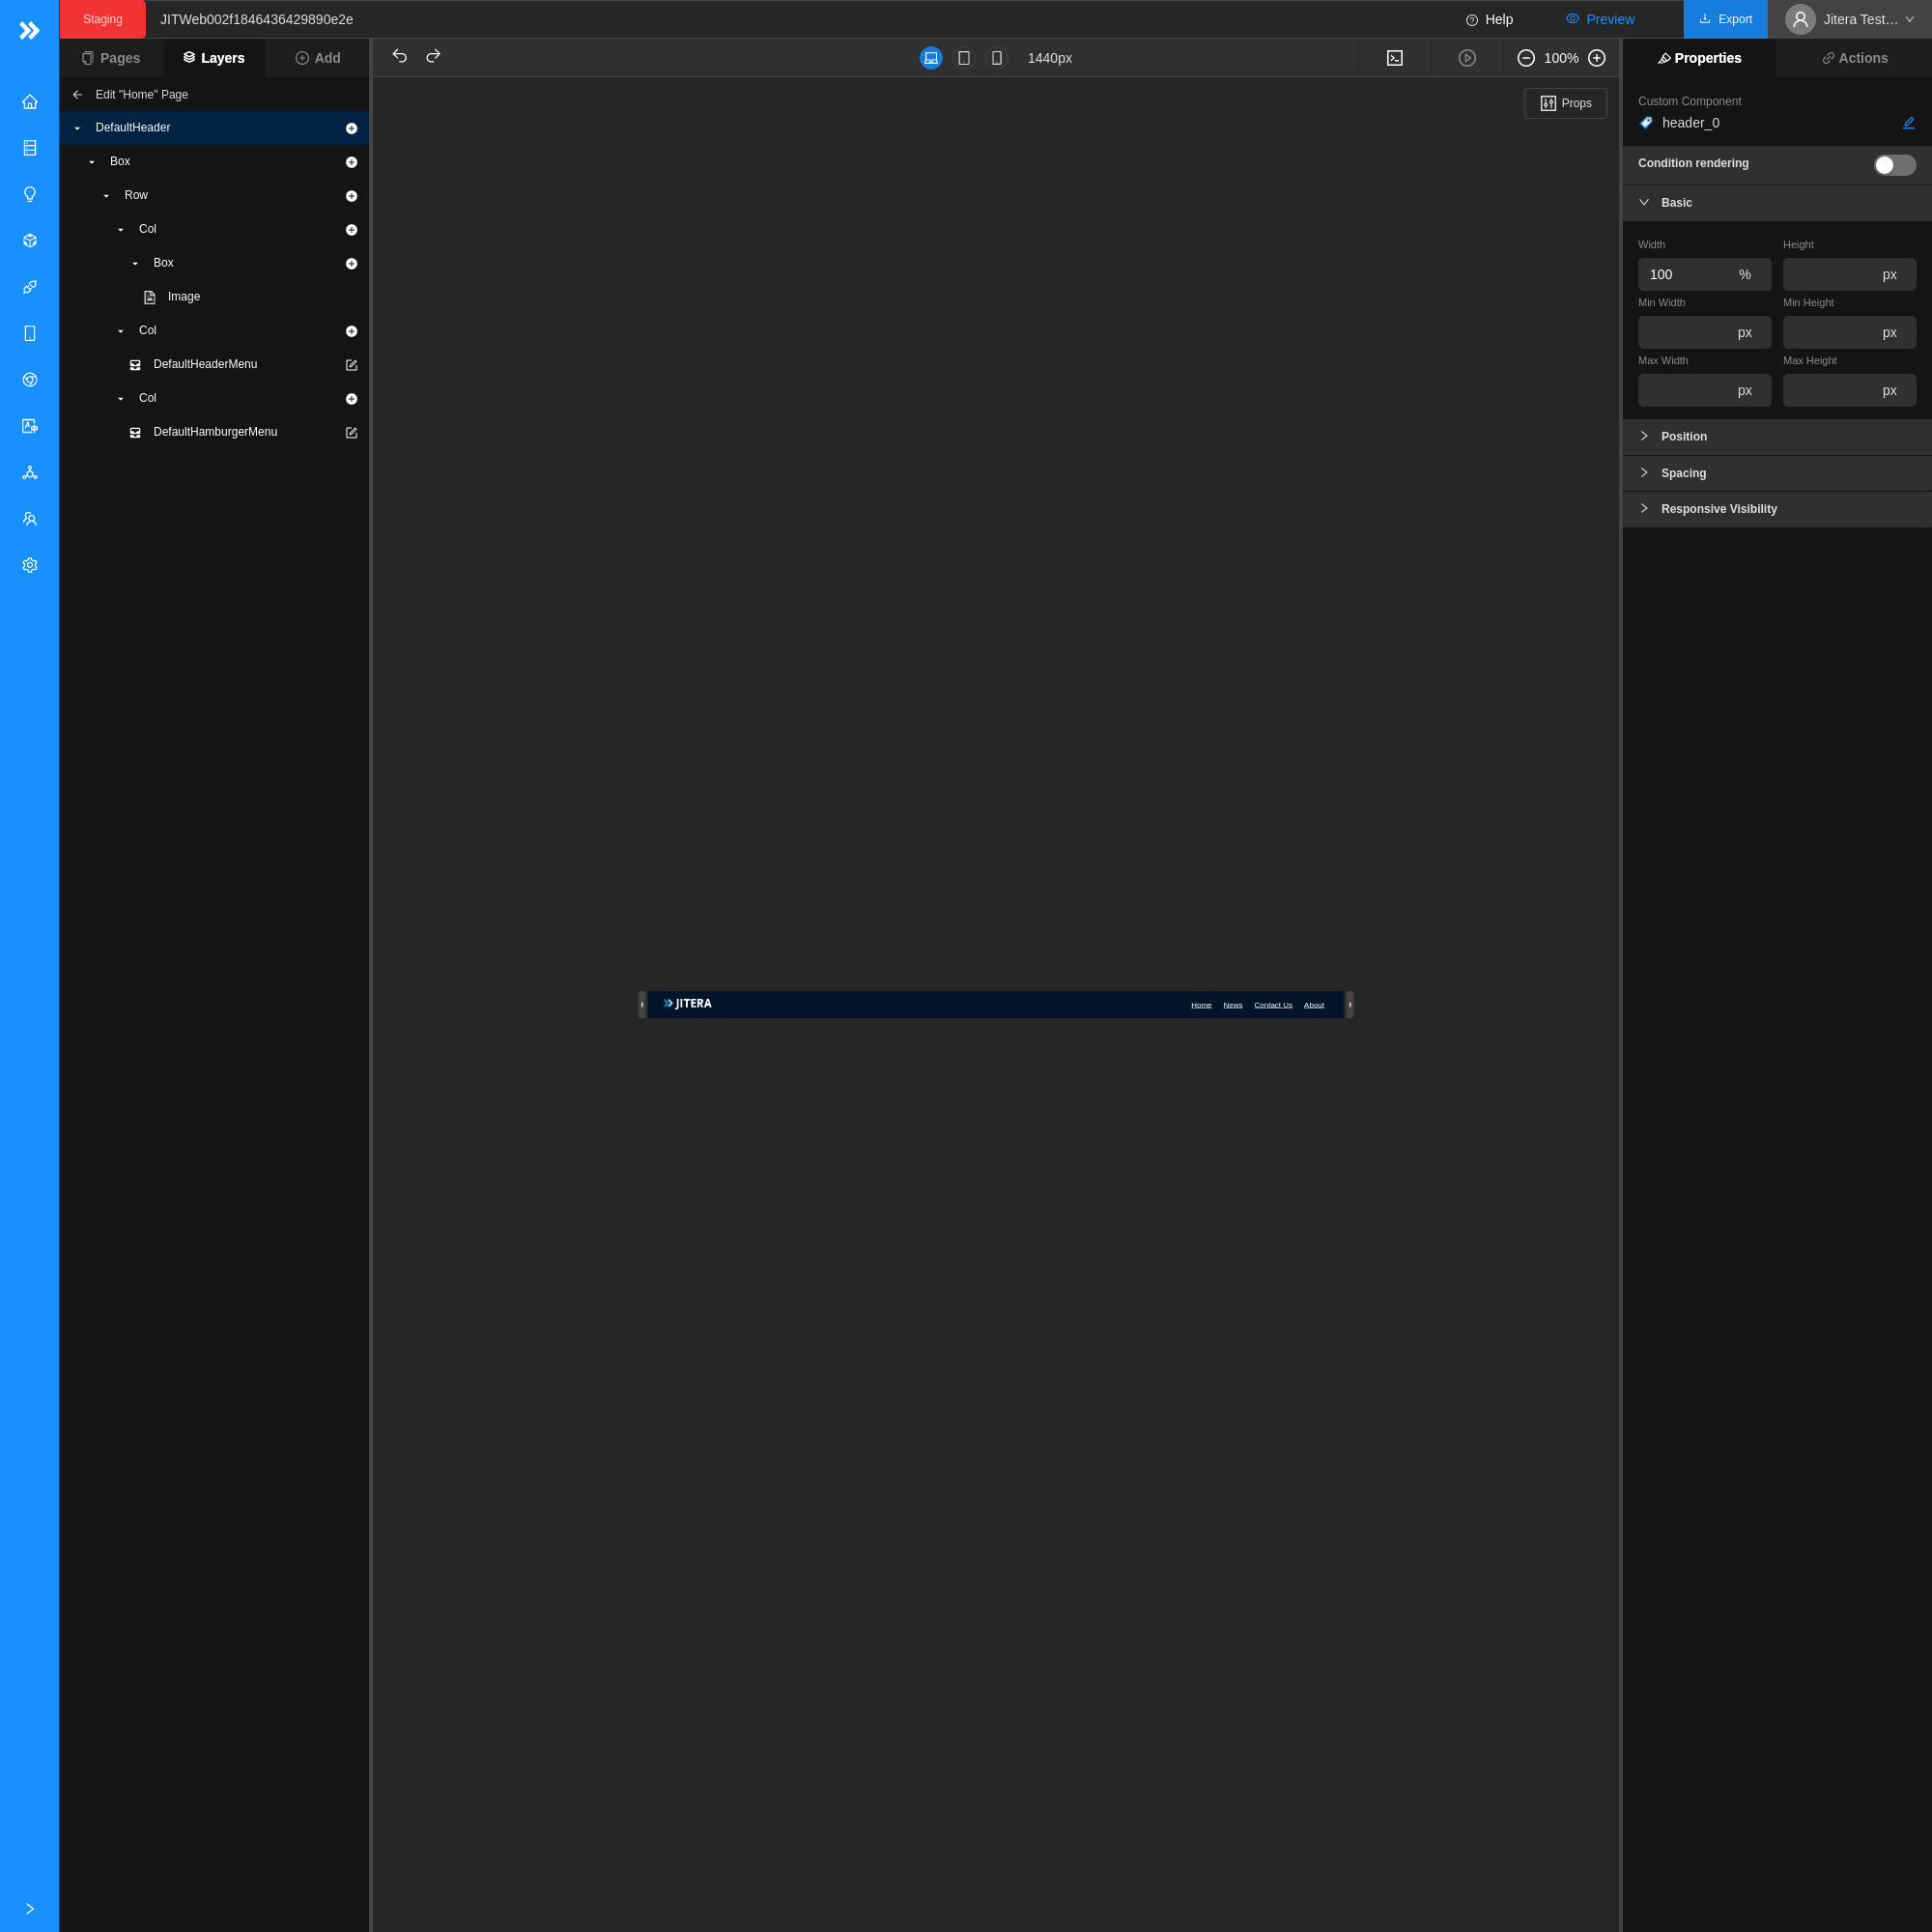 Staging
JITWeb002f1846436429890e2e
Help
Preview
Export
Jitera Test…
Pages
Layers
Add
1440px
100%
Properties
Actions
Edit "Home" Page
Props
Custom Component
header_0
DefaultHeader
Box
Row
Col
Box
Image
Col
DefaultHeaderMenu
Col
DefaultHamburgerMenu
Condition rendering
Basic
Width
Height
100 %
px
Min Width
Min Height
px
px
Max Width
Max Height
px
px
Position
Spacing
Responsive Visibility
JITERA
Home News Contact Us About